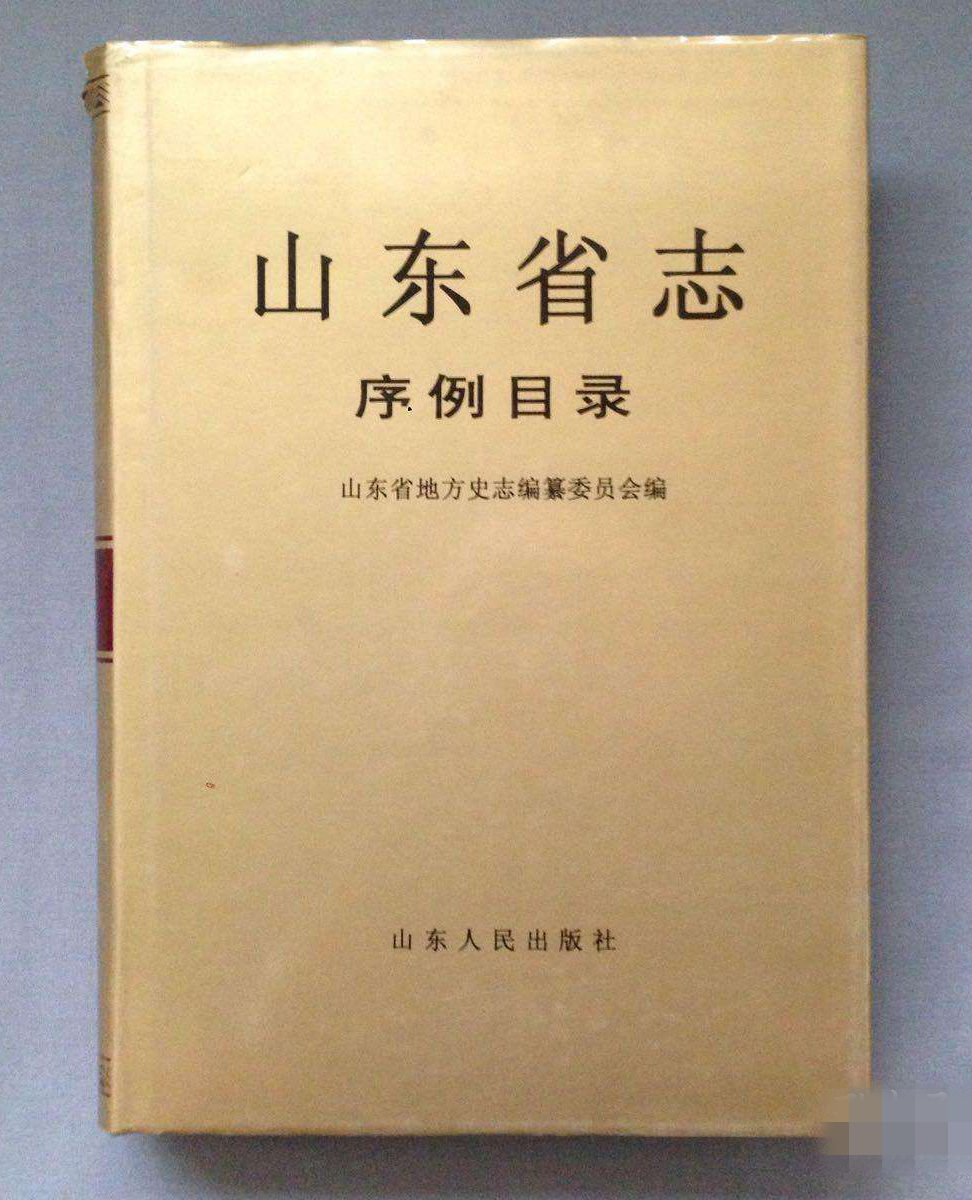 山东省志
序例目录
山东省地方史志编纂委员会编
山东人民出版社